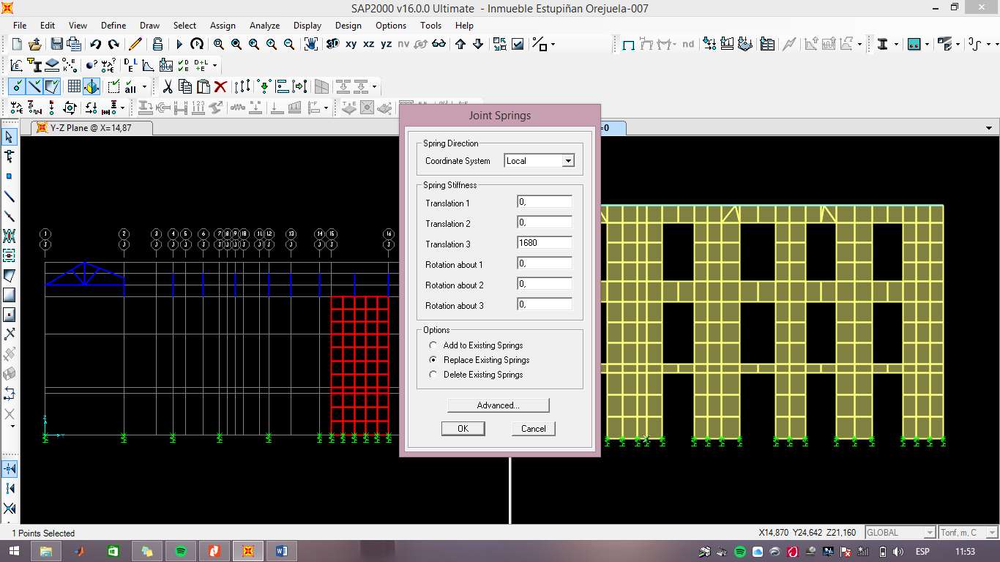 SAP2000 v16.0.0 Ultimate - Inmueble Estupiñan Orejuela-007
File Edit View Define Draw Select Assign Analyze Display Design Options Tools Help
xy xz yz nv
nd
all
Y-Z Plane @ X=14,87
=0
Joint Springs
Spring Direction
Coordinate System Local
Spring Stiffness
Translation 1 0,
Translation 2 0,
Translation 3 1680
Rotation about 1 0,
Rotation about 2 0,
Rotation about 3 0,
Options
Add to Existing Springs
Replace Existing Springs
Delete Existing Springs
Advanced...
OK Cancel
1 2 3 4 5 6 7 8 9 10 11 12 13 14 15 16
J J J J J J J J J J J J J J J J
Z
Y
1 Points Selected
X14,870 Y24,642 Z21,160 GLOBAL Tonf, m, C
ESP 11:53